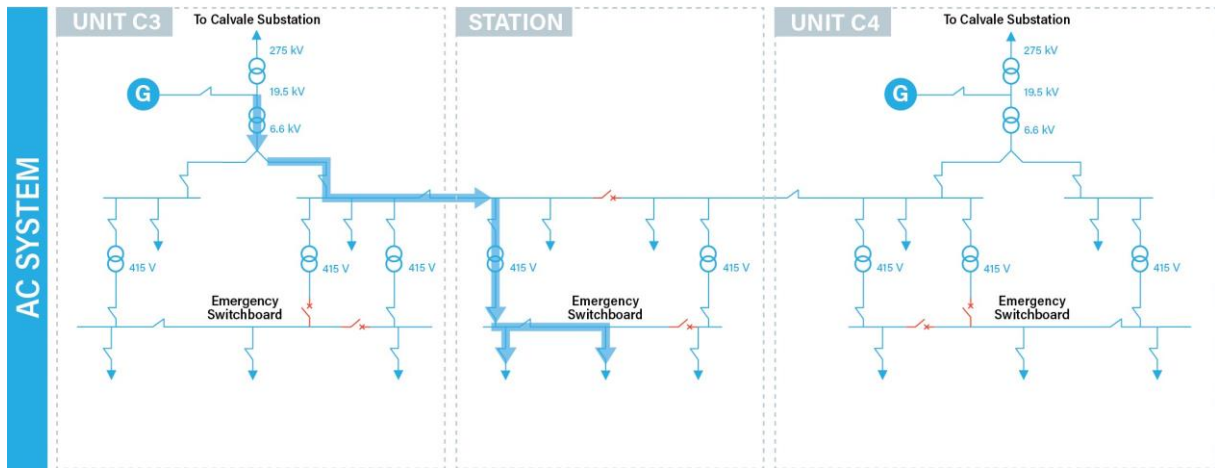 AC SYSTEM
UNIT C3
To Calvale Substation
275 kV
19.5 kV
G
6.6 kV
415 V
415 V
415 V
Emergency
Switchboard
STATION
415 V
415 V
Emergency
Switchboard
UNIT C4
To Calvale Substation
275 kV
19.5 kV
G
6.6 kV
415 V
415 V
415 V
Emergency
Switchboard